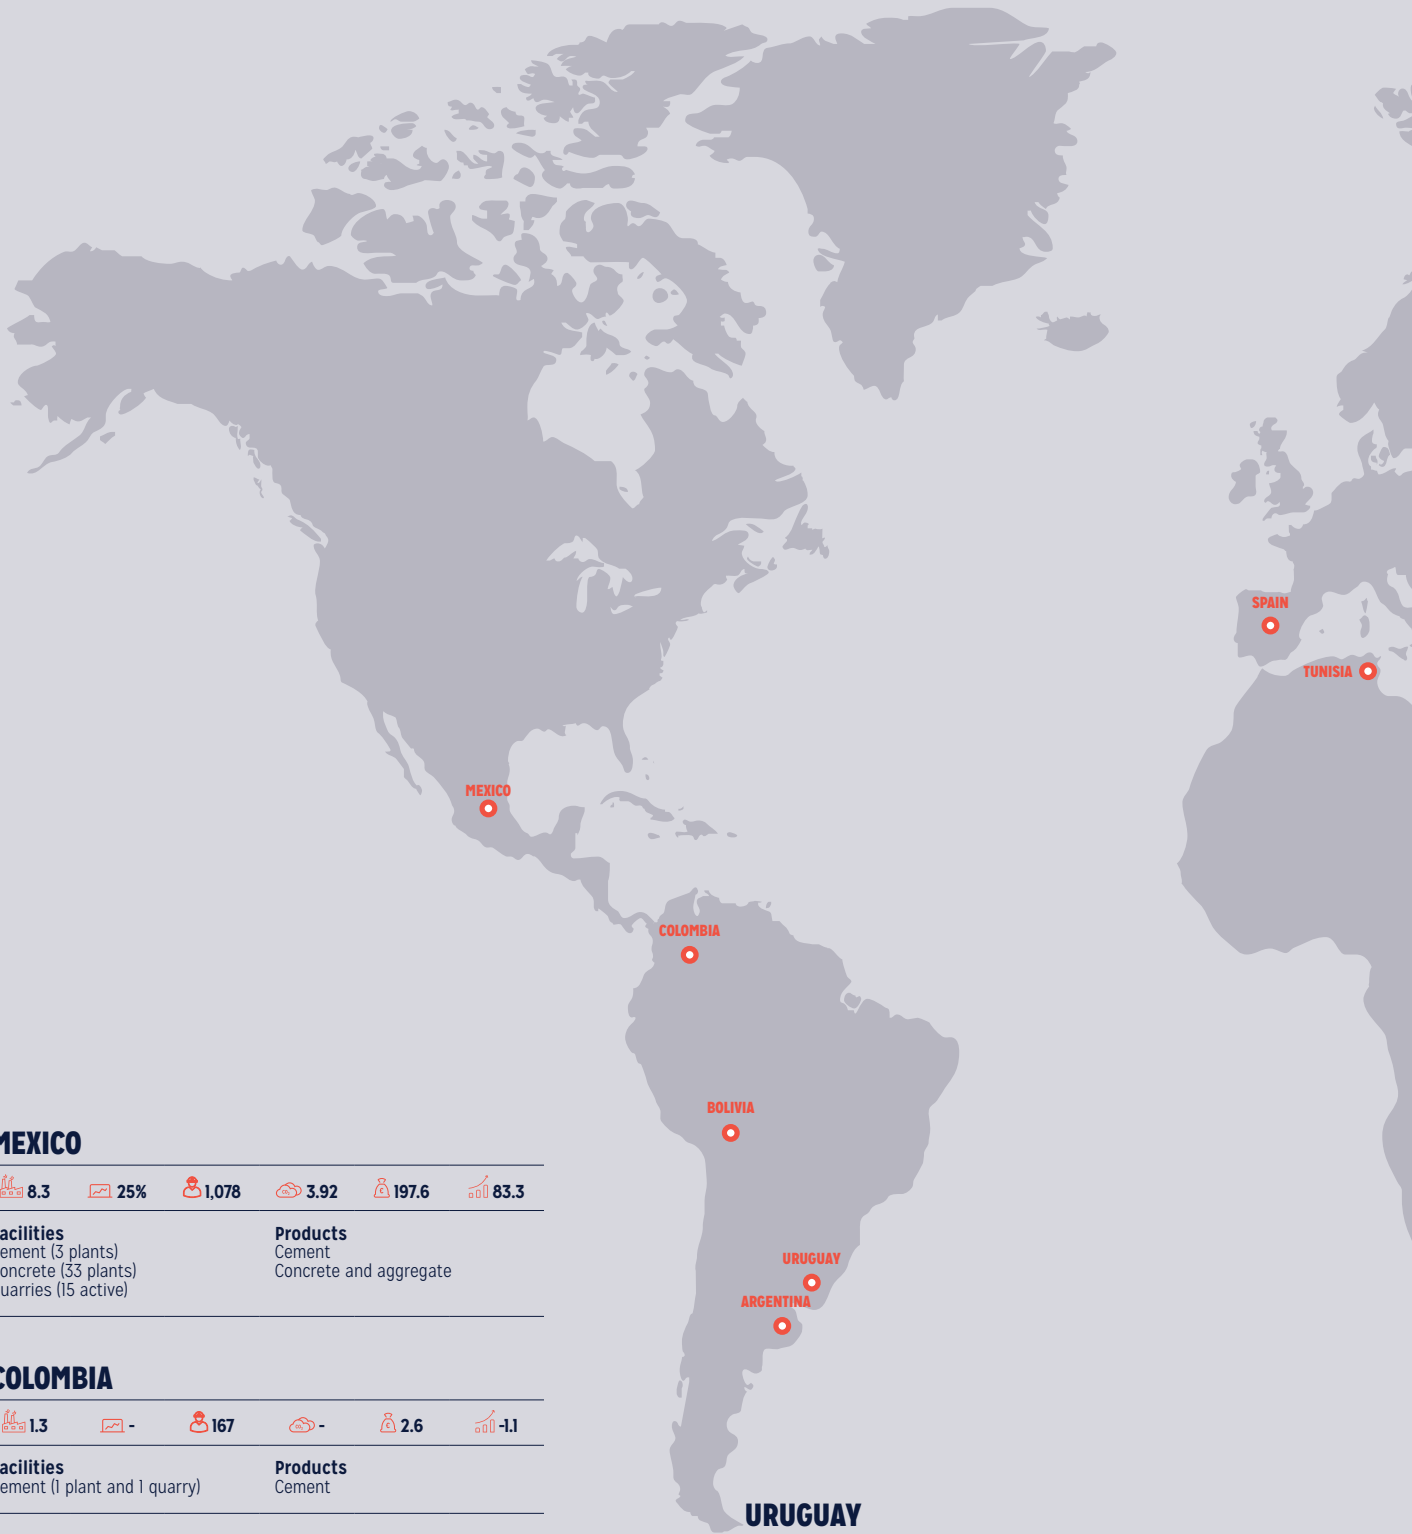 SPAIN
TUNISIA
MEXICO
COLOMBIA
BOLIVIA
URUGUAY
ARGENTINA
MEXICO
8.3 25% 1,078 3.92 197.6 83.3
acilities Products
ement (3 plants) Cement
oncrete (33 plants) Concrete and aggregate
uarries (15 active)
COLOMBIA
1.3 - 167 - 2.6 -1.1
acilities Products
ement (1 plant and 1 quarry) Cement
URUGUAY